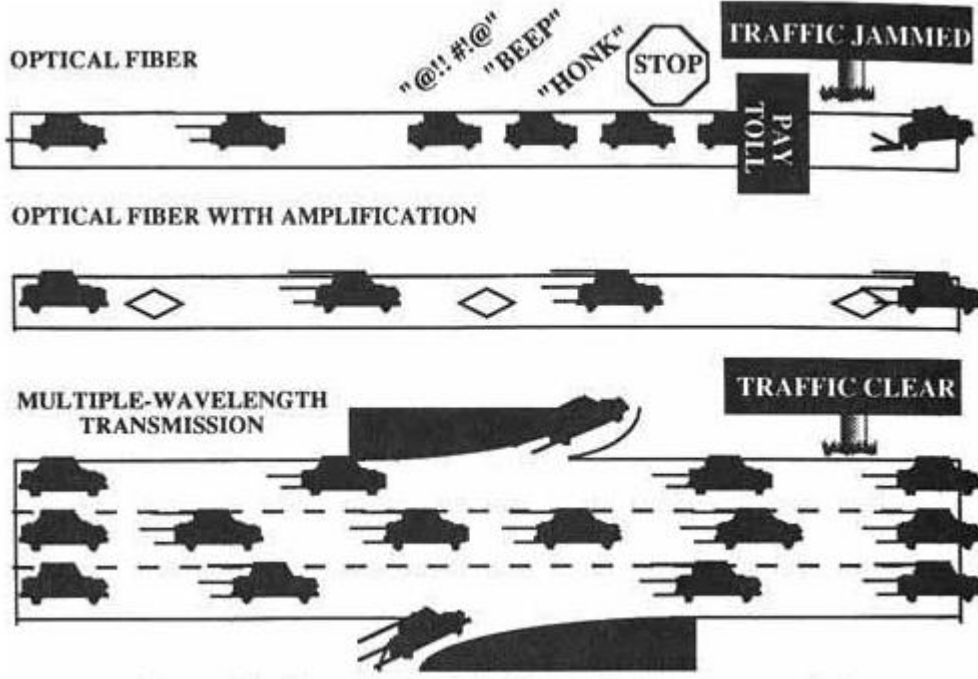 OPTICAL FIBER
"@!! #!@"
"BEEP"
"HONK"
STOP
TRAFFIC JAMMED
PAY
TOLL
OPTICAL FIBER WITH AMPLIFICATION
MULTIPLE-WAVELENGTH
TRANSMISSION
TRAFFIC CLEAR